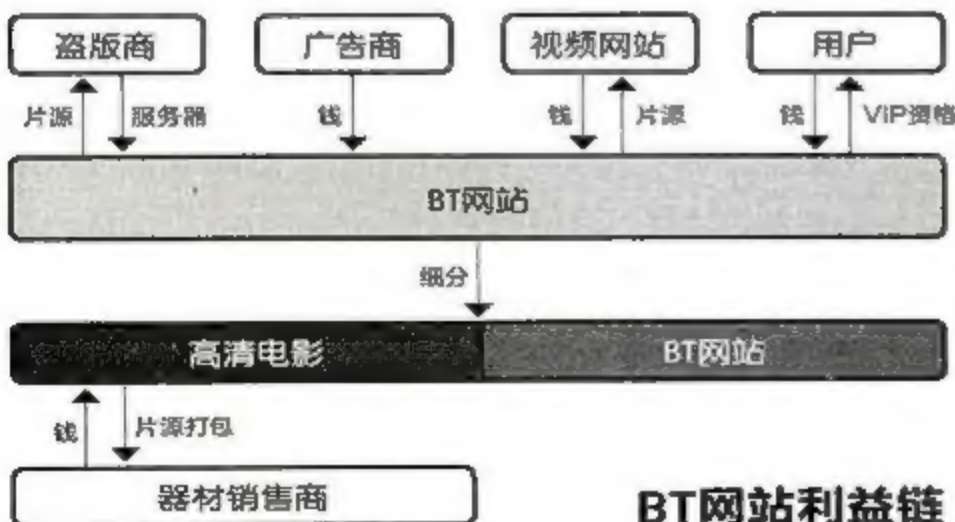 盗版商 广告商 视频网站 用户
片源 服务器 钱 钱 片源 钱 VIP资格
BT网站
细分
高清电影 BT网站
钱 片源打包
器材销售商
BT网站利益链